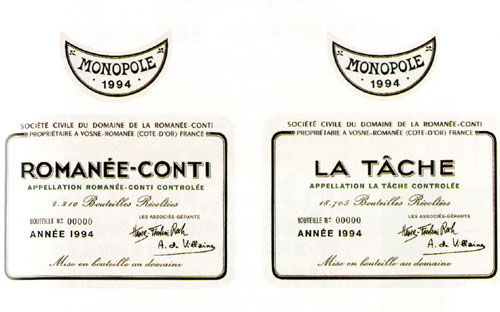 MONOPOLE
1994
SOCIÉTÉ CIVILE DU DOMAINE DE LA ROMANÉE-CONTI
PROPRIÉTAIRE A VOSNE-ROMANÉE (COTE-D'OR) FRANCE
ROMANÉE-CONTI
APPELLATION ROMANÉE-CONTI CONTROLÉE
4.210 Bouteilles Récoltées
BOUTEILLE Nº 00000
LES ASSOCIÉS-GÉRANTS
ANNÉE 1994
A. de Villaine
Mise en bouteille au domaine
MONOPOLE
1994
SOCIÉTÉ CIVILE DU DOMAINE DE LA ROMANÉE-CONTI
PROPRIÉTAIRE A VOSNE-ROMANÉE (COTE-D'OR) FRANCE
LA TÂCHE
APPELLATION LA TÂCHE CONTROLÉE
18.705 Bouteilles Récoltées
BOUTEILLE Nº 00000
LES ASSOCIÉS-GÉRANTS
ANNÉE 1994
A. de Villaine
Mise en bouteille au domaine